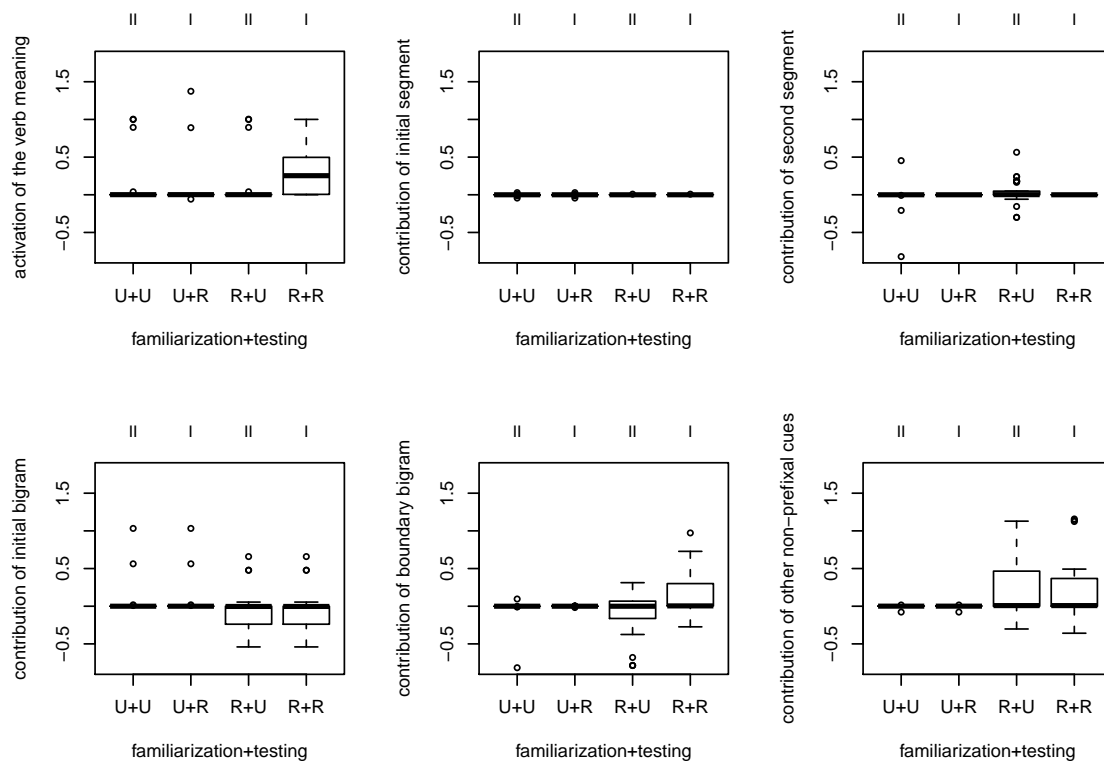 II I II I
activation of the verb meaning
1.5
0.5
−0.5
U+U U+R R+U R+R
familiarization+testing
II I II I
contribution of initial segment
1.5
0.5
−0.5
U+U U+R R+U R+R
familiarization+testing
II I II I
contribution of second segment
1.5
0.5
−0.5
U+U U+R R+U R+R
familiarization+testing
II I II I
contribution of initial bigram
1.5
0.5
−0.5
U+U U+R R+U R+R
familiarization+testing
II I II I
contribution of boundary bigram
1.5
0.5
−0.5
U+U U+R R+U R+R
familiarization+testing
II I II I
contribution of other non−prefixal cues
1.5
0.5
−0.5
U+U U+R R+U R+R
familiarization+testing